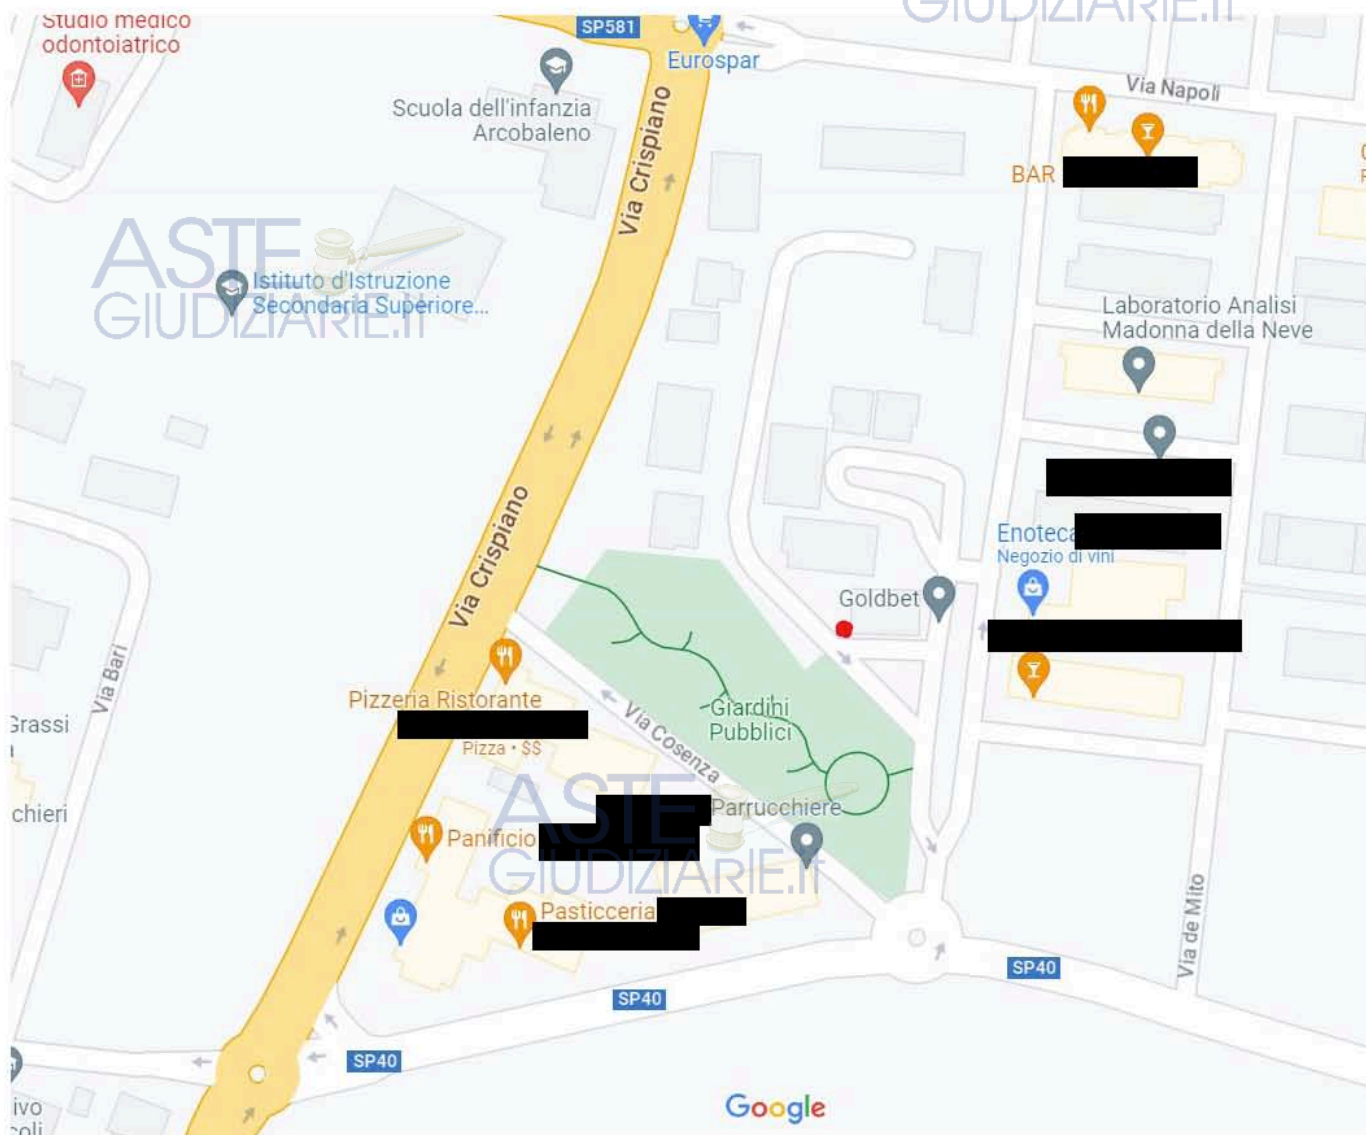 GIUDIZIARIE.it
Studio medico
odontoiatrico
SP581
Eurospar
Scuola dell'infanzia
Arcobaleno
Via Crispiano
Via Napoli
BAR
ASTE
GIUDIZIARIE.it
Istituto d'Istruzione
Secondaria Superiore...
Laboratorio Analisi
Madonna della Neve
Via Crispiano
Enoteca
Negozio di vini
Goldbet
Via Bari
Pizzeria Ristorante
Pizza • $$
Giardini
Pubblici
Via Cosenza
Grassi
chieri
ASTE
GIUDIZIARIE.it
Parrucchiere
Panificio
Pasticceria
Via de Mito
SP40
SP40
SP40
Google